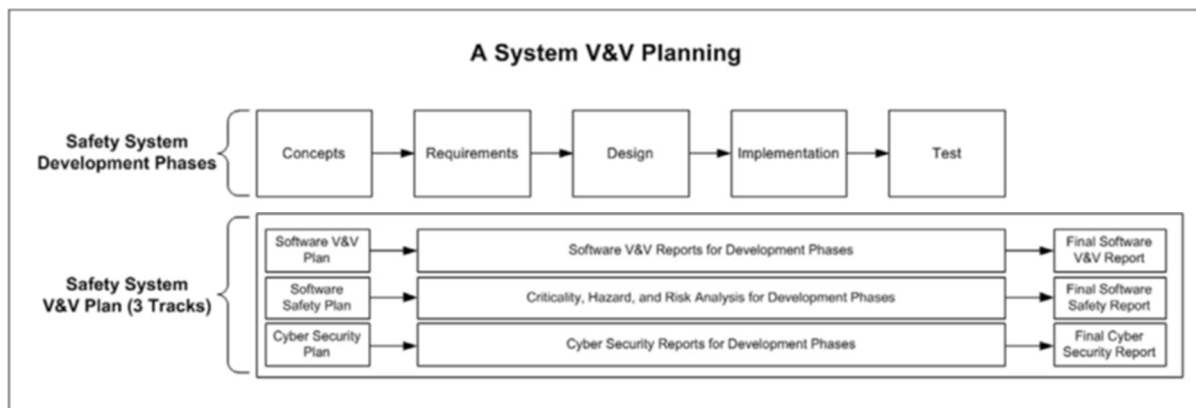 A System V&V Planning
Safety System
Development Phases
Concepts
Requirements
Design
Implementation
Test
Safety System
V&V Plan (3 Tracks)
Software V&V
Plan
Software V&V Reports for Development Phases
Final Software
V&V Report
Software
Safety Plan
Criticality, Hazard, and Risk Analysis for Development Phases
Final Software
Safety Report
Cyber Security
Plan
Cyber Security Reports for Development Phases
Final Cyber
Security Report